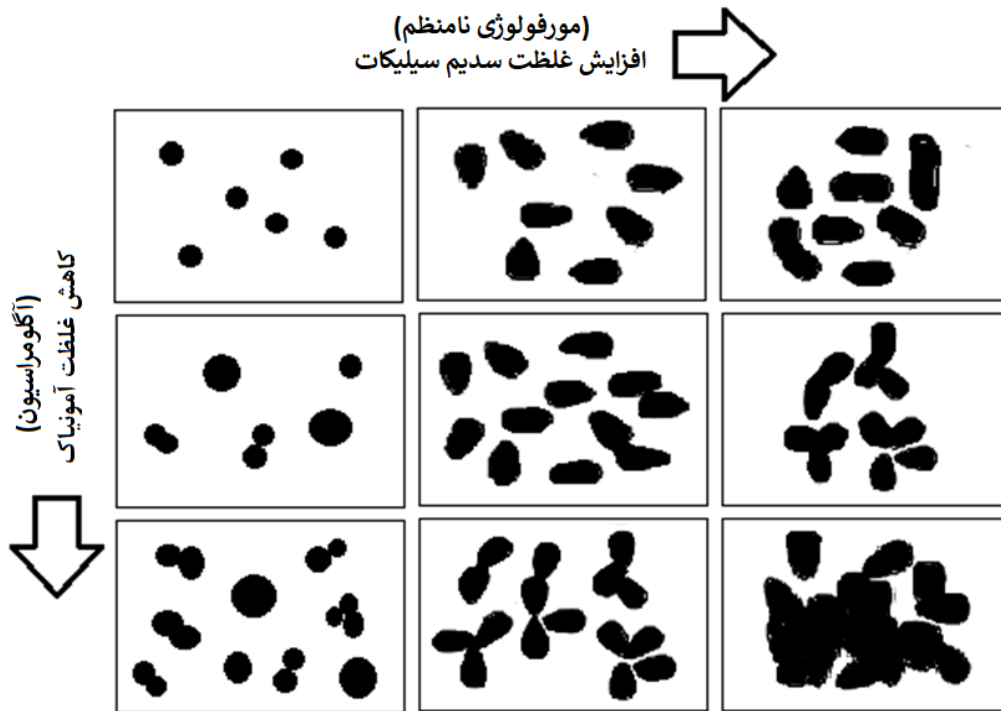 (مورفولوژی نامنظم)
افزایش غلظت سدیم سیلیکات
کاهش غلظت آمونیاک
(آگلومراسیون)